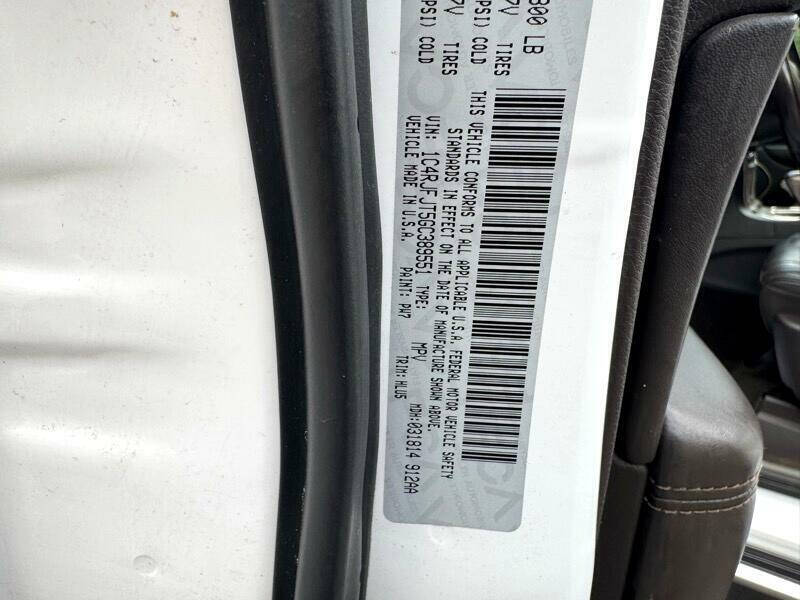 800 LB
7V TIRES
PSI) COLD
7V TIRES
PSI) COLD
THIS VEHICLE CONFORMS TO ALL APPLICABLE U.S.A. FEDERAL MOTOR VEHICLE SAFETY
STANDARDS IN EFFECT ON THE DATE OF MANUFACTURE SHOWN ABOVE.
VIN: 1C4RJFJT5GC389551 TYPE: MPV MDH:031814 912AA
VEHICLE MADE IN U.S.A. PAINT: PW7 TRIM: HLU5